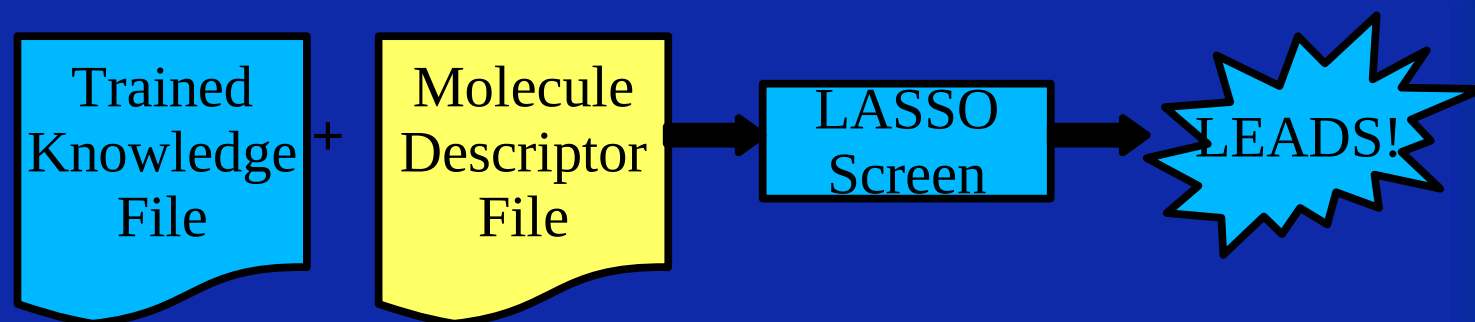 Trained
Knowledge
File
+
Molecule
Descriptor
File
LASSO
Screen
LEADS!